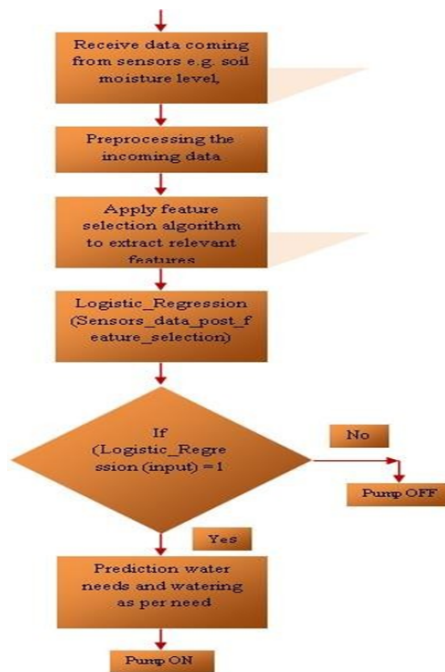 Receive data coming
from sensors e.g. soil
moisture level,
Preprocessing the
incoming data
Apply feature
selection algorithm
to extract relevant
features
Logistic_Regression
(Sensors_data_post_f
eature_selection)
If
(Logistic_Regre
ssion (input) = 1
No
Pump OFF
Yes
Prediction water
needs and watering
as per need
Pump ON